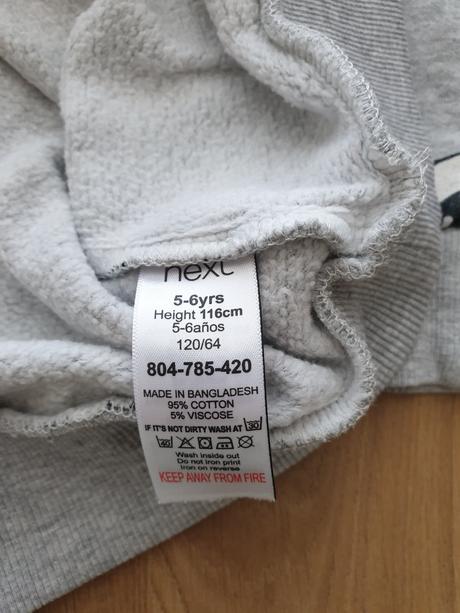 next
5-6yrs
Height 116cm
5-6años
120/64
804-785-420
MADE IN BANGLADESH
95% COTTON
5% VISCOSE
IF IT'S NOT DIRTY WASH AT 30
40
Wash inside out
Do not iron print
Iron on reverse
KEEP AWAY FROM FIRE